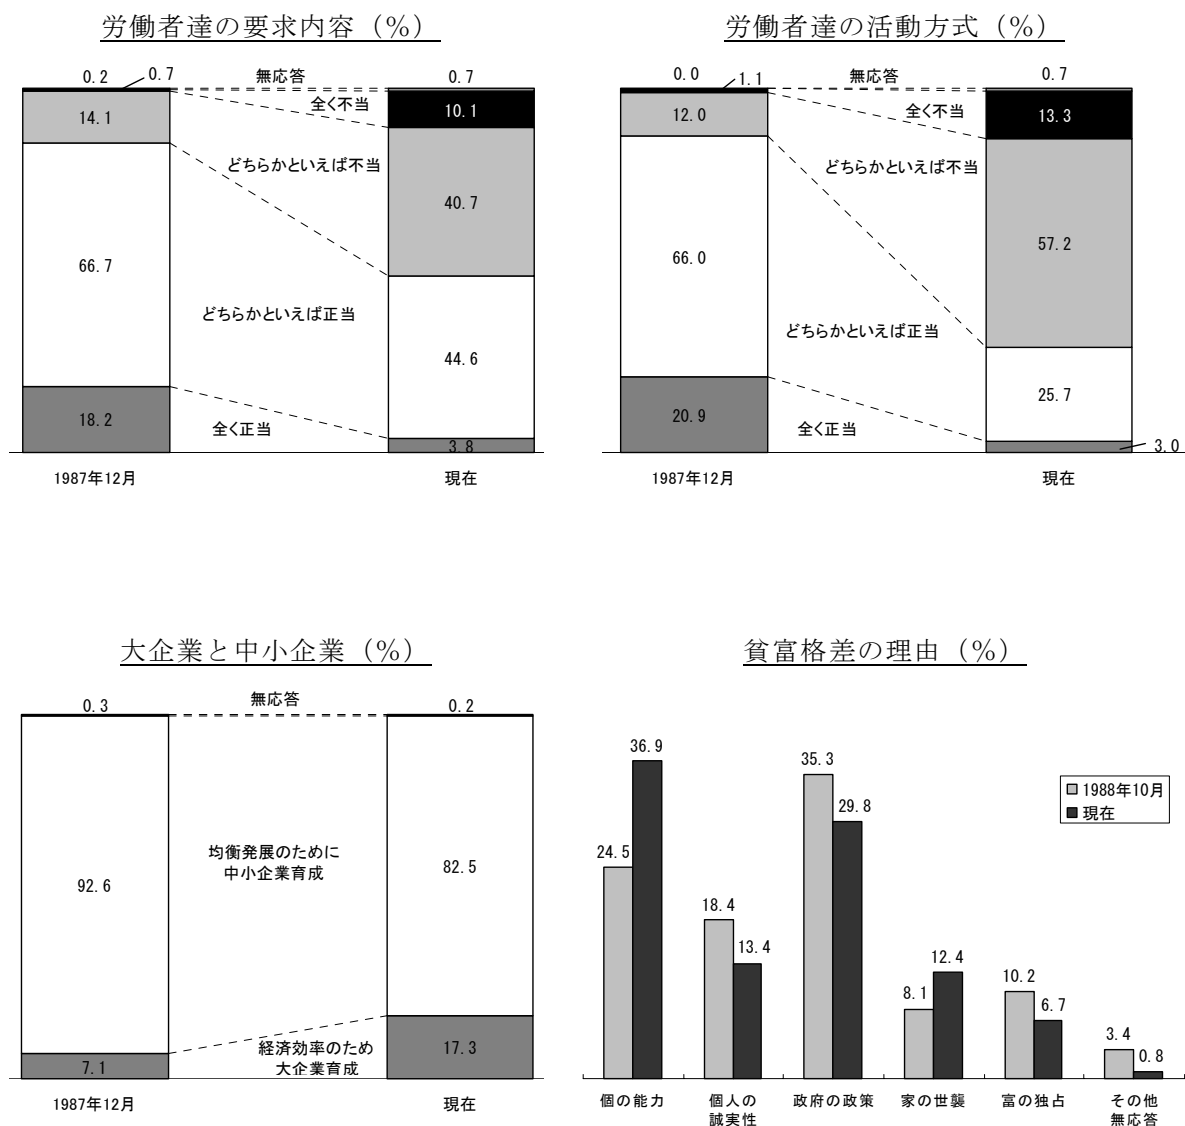 労働者達の要求内容（％）
0.2
0.7
無応答
0.7
全く不当
14.1
10.1
どちらかといえば不当
40.7
66.7
どちらかといえば正当
44.6
18.2
全く正当
3.8
1987年12月
現在
労働者達の活動方式（％）
0.0
1.1
無応答
0.7
全く不当
12.0
13.3
どちらかといえば不当
57.2
66.0
どちらかといえば正当
25.7
20.9
全く正当
3.0
1987年12月
現在
大企業と中小企業（％）
0.3
無応答
0.2
均衡発展のために
中小企業育成
92.6
82.5
経済効率のため
大企業育成
7.1
17.3
1987年12月
現在
貧富格差の理由（％）
36.9
35.3
1988年10月
現在
29.8
24.5
18.4
13.4
12.4
8.1
10.2
6.7
3.4
0.8
個の能力
個人の
誠実性
政府の政策
家の世襲
富の独占
その他
無応答